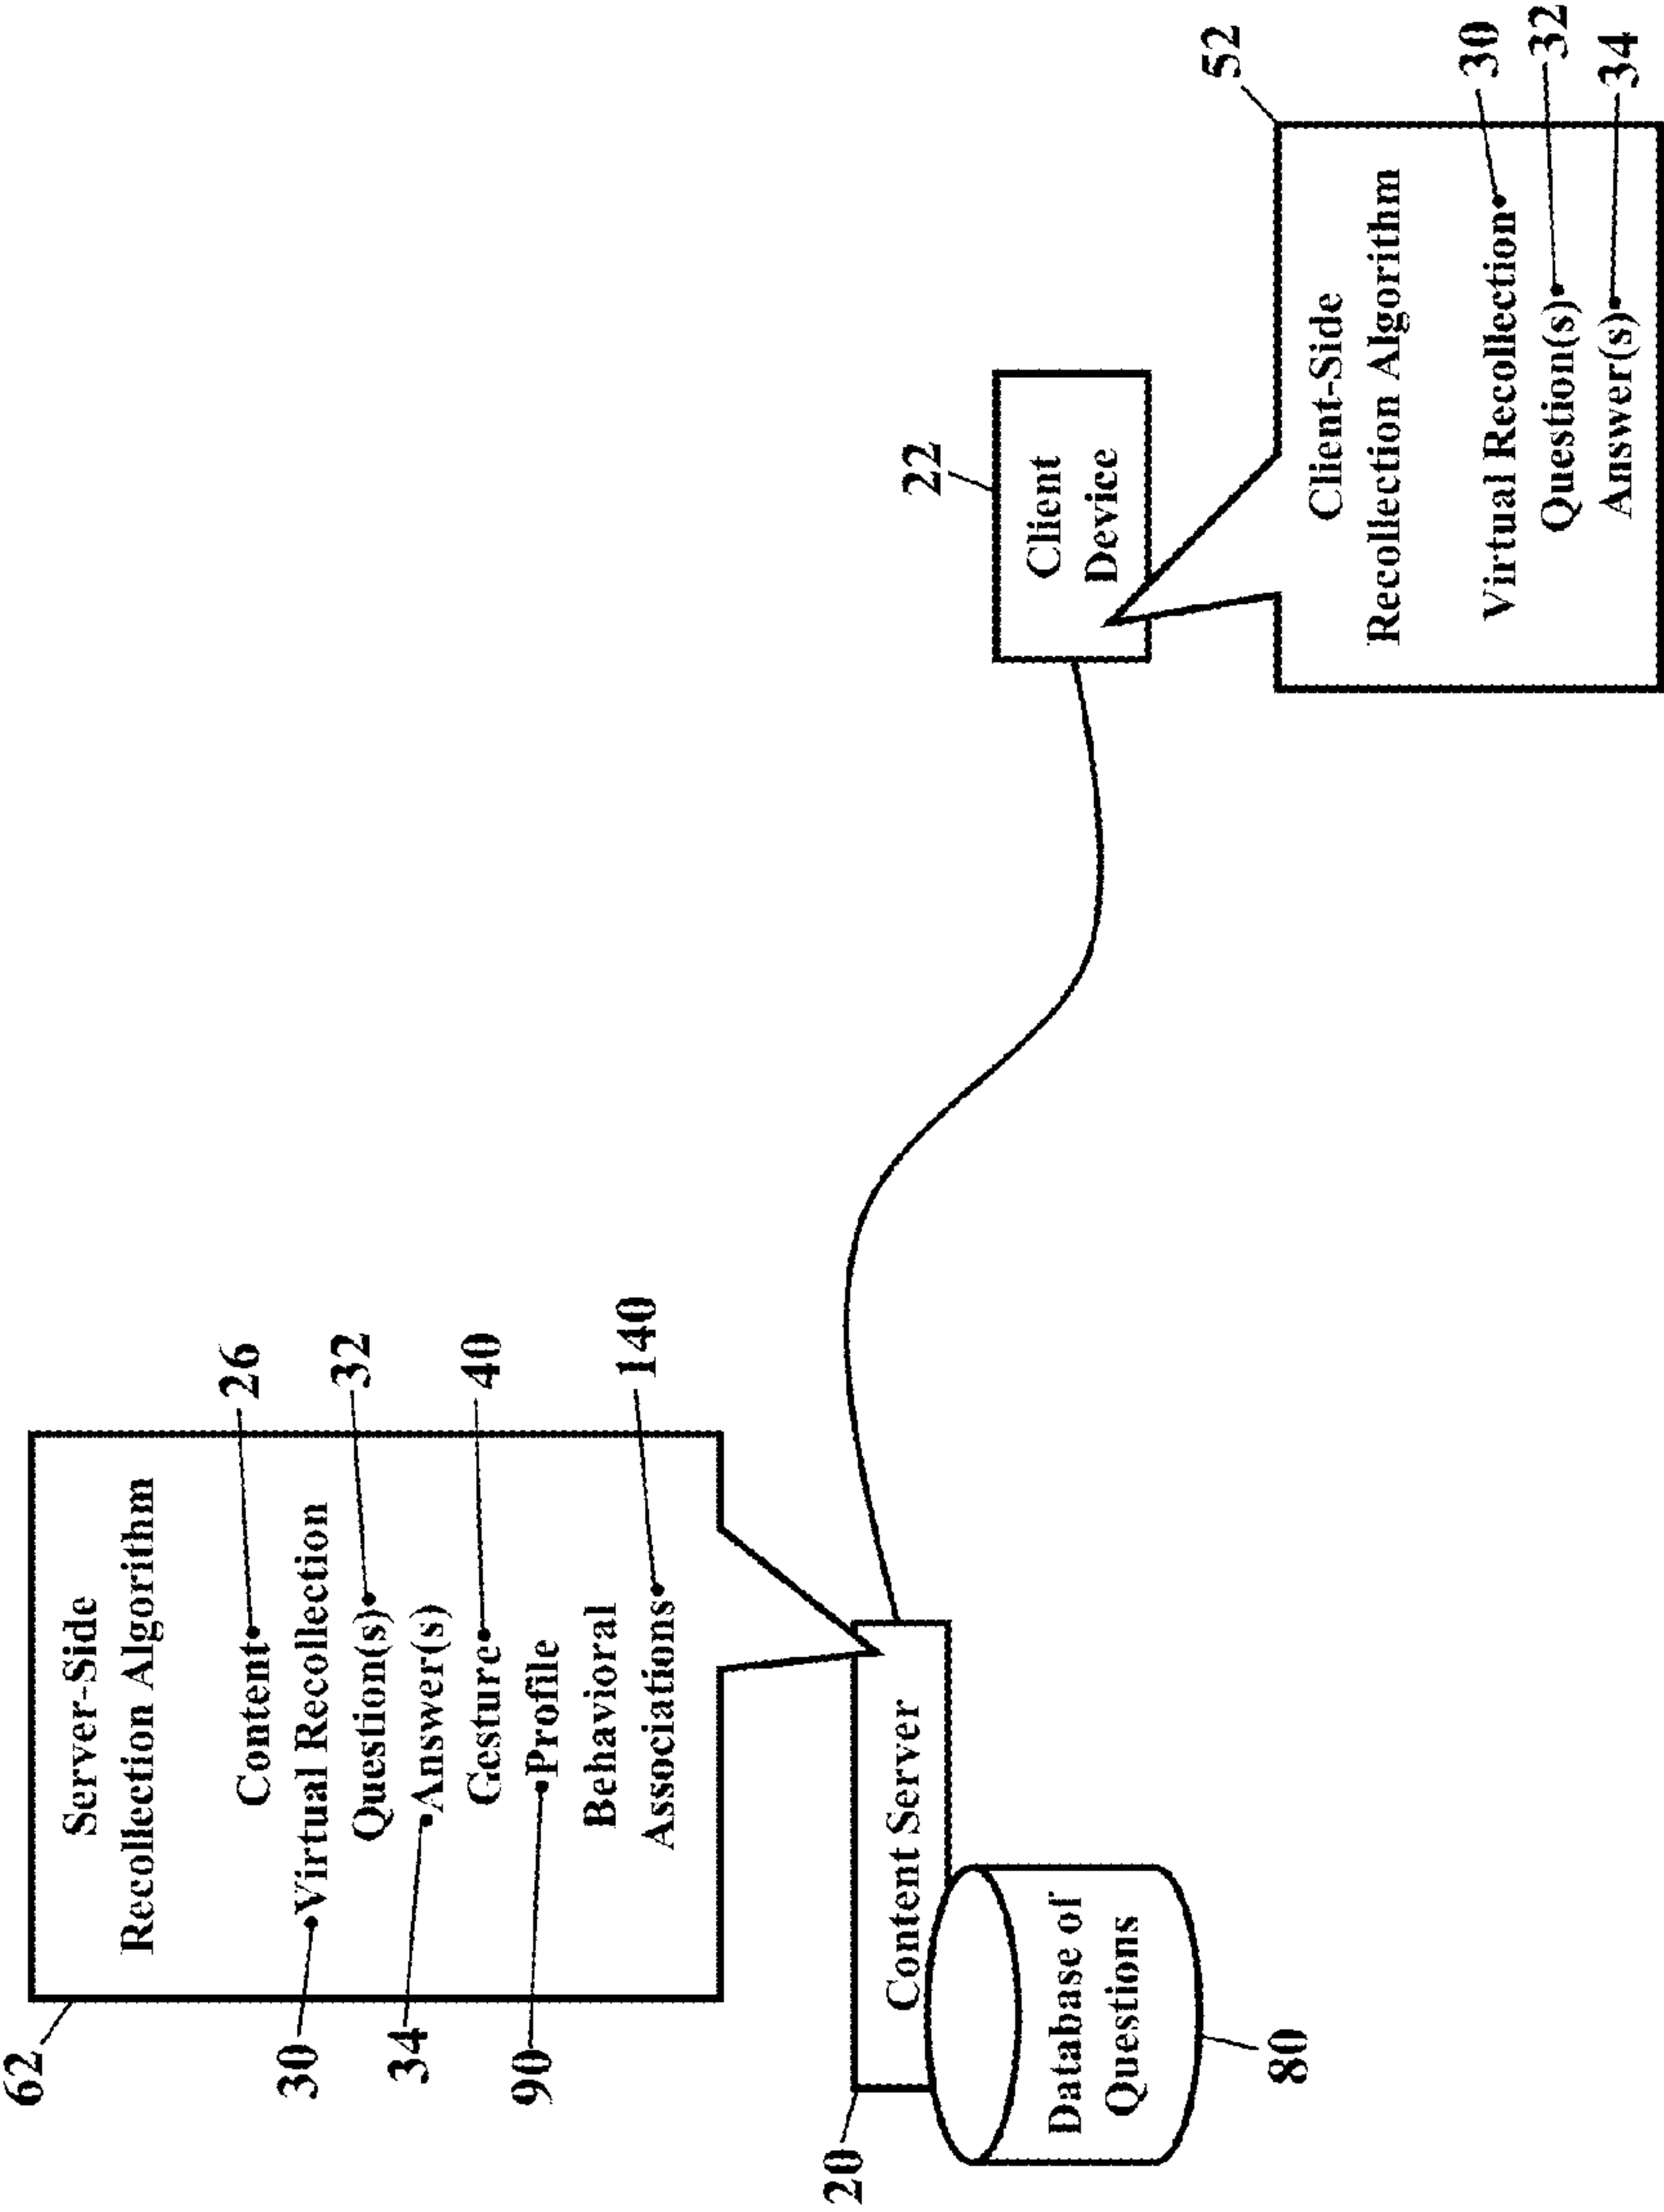 62
Server-Side
Recollection Algorithm
Content
26
30
Virtual Recollection
Question(s)
32
34
Answer(s)
Gesture
40
90
Profile
Behavioral
Associations
140
20
Content Server
Database of
Questions
80
22
Client
Device
52
Client-Side
Recollection Algorithm
Virtual Recollection
30
Question(s)
32
Answer(s)
34